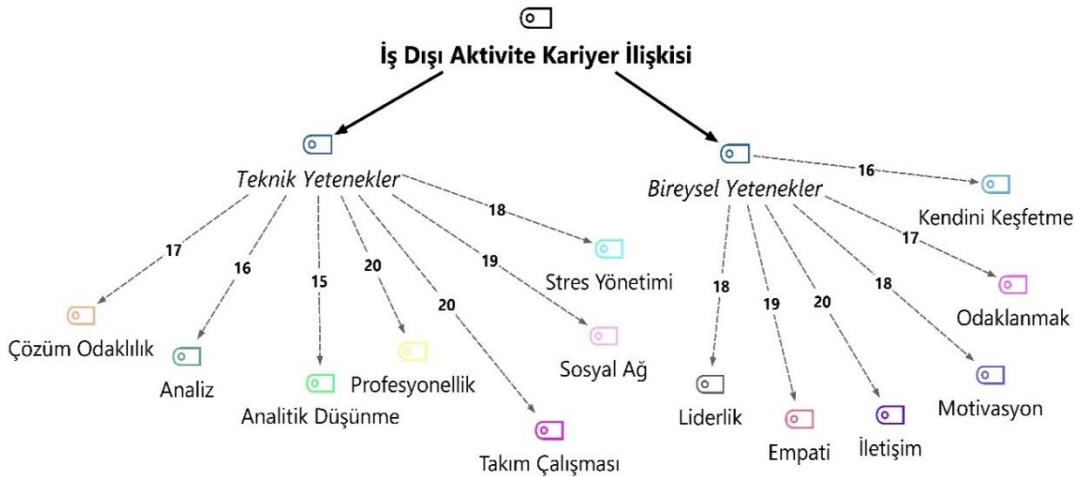 İş Dışı Aktivite Kariyer İlişkisi
Teknik Yetenekler
Bireysel Yetenekler
17
16
15
20
20
19
18
18
19
20
18
17
16
Çözüm Odaklılık
Analiz
Analitik Düşünme
Profesyonellik
Takım Çalışması
Sosyal Ağ
Stres Yönetimi
Liderlik
Empati
İletişim
Motivasyon
Odaklanmak
Kendini Keşfetme